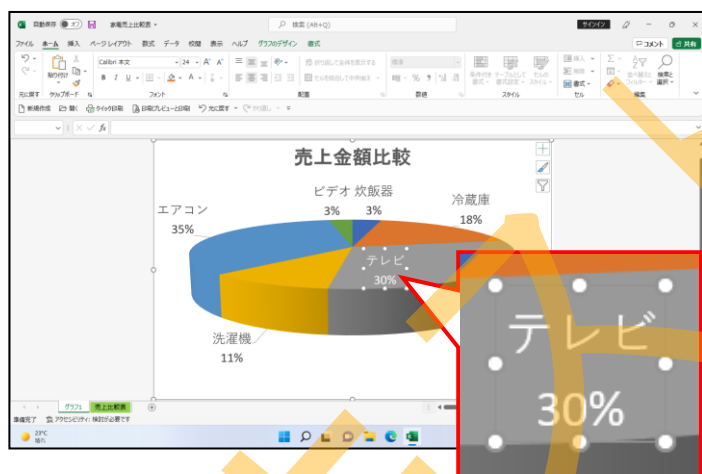 自動保存 オフ 家電売上比較表
検索 (Alt+Q)
サインイン
ファイル ホーム 挿入 ページレイアウト 数式 データ 校閲 表示 ヘルプ グラフのデザイン 書式
コメント 共有
Calibri 本文 24
折り返して全体を表示する
標準
挿入
貼り付け
B I U
セルを結合して中央揃え
条件付き 書式
テーブルとして 書式設定
セルの スタイル
削除
書式
並べ替えと フィルター
検索と 選択
元に戻す クリップボード フォント 配置 数値 スタイル セル 編集
新規作成 開く クイック印刷 印刷プレビューと印刷 元に戻す やり直し
fx
売上金額比較
ビデオ 炊飯器
3% 3%
冷蔵庫
18%
エアコン
35%
テレビ
30%
洗濯機
11%
テレビ
30%
グラフ1 売上比較表
準備完了 アクセシビリティ: 検討が必要です
23°C
晴れ